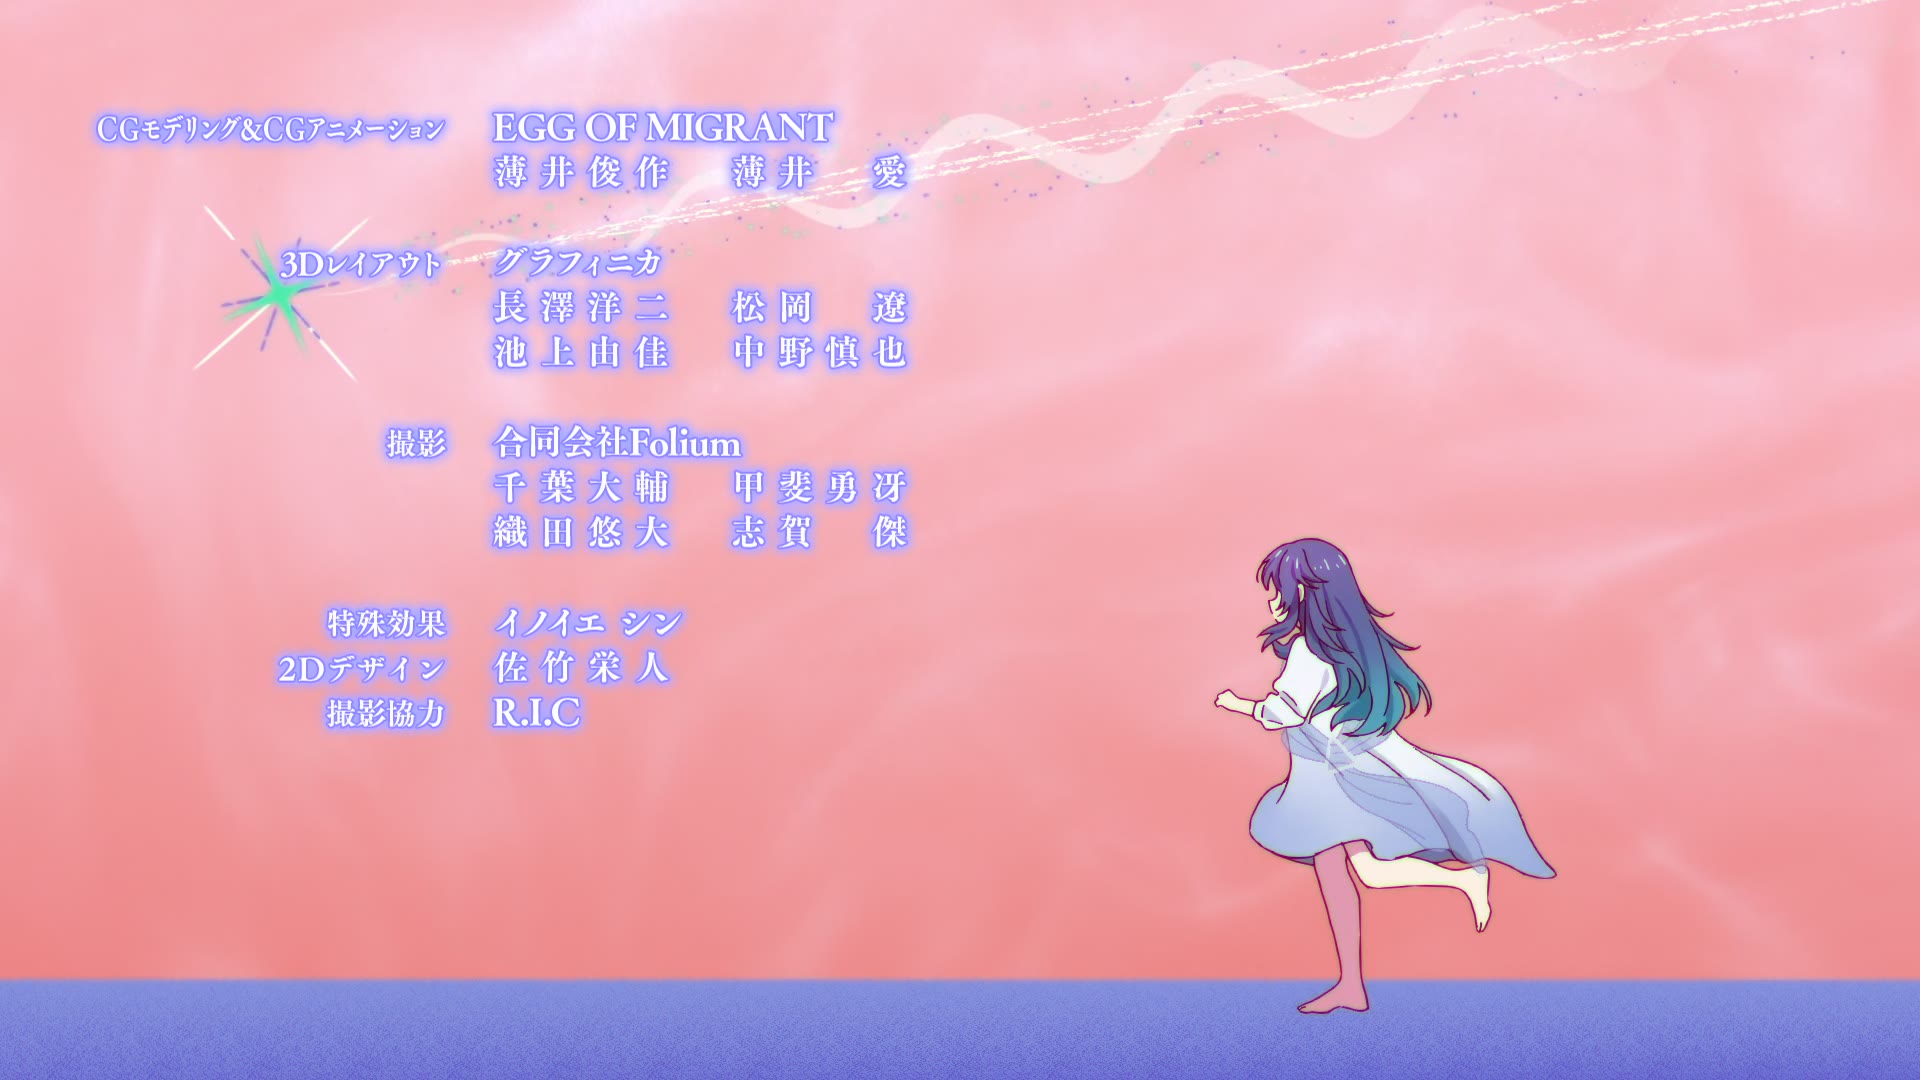 CGモデリング&CGアニメーション EGG OF MIGRANT
薄井俊作 薄井 愛
3Dレイアウト グラフィニカ
長澤洋二 松岡 遼
池上由佳 中野慎也
撮影 合同会社Folium
千葉大輔 甲斐勇冴
織田悠大 志賀 傑
特殊効果 イノイエ シン
2Dデザイン 佐竹栄人
撮影協力 R.I.C